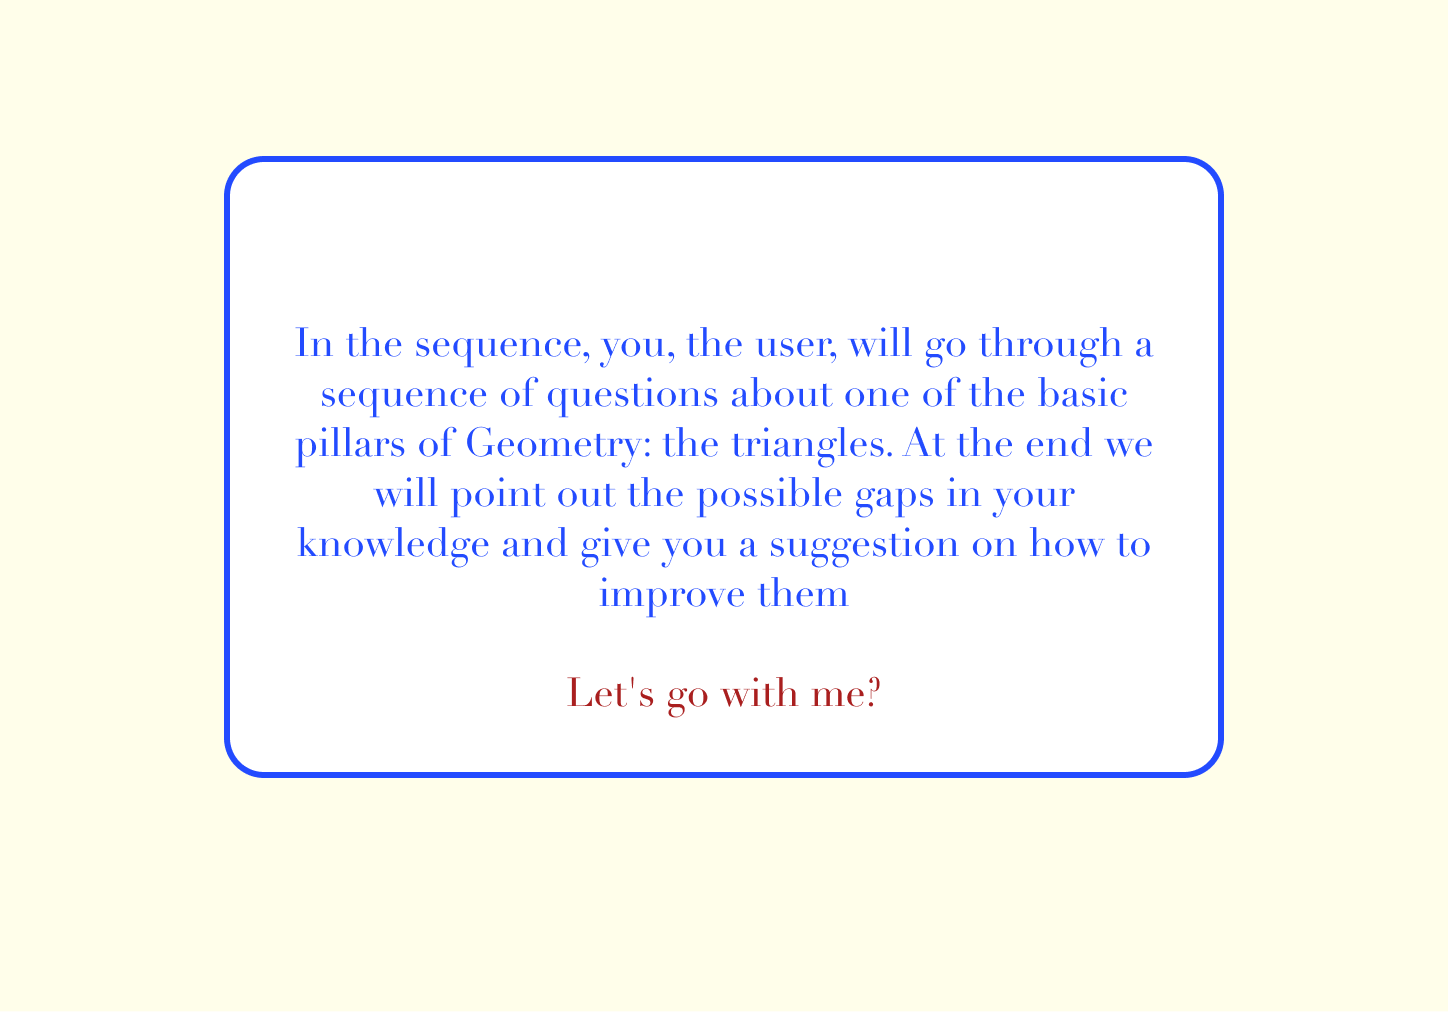 In the sequence, you, the user, will go through a
sequence of questions about one of the basic
pillars of Geometry: the triangles. At the end we
will point out the possible gaps in your
knowledge and give you a suggestion on how to
improve them
Let's go with me?